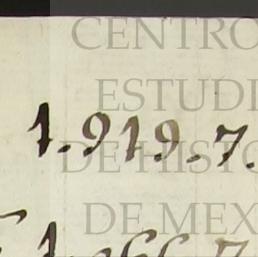 CENTRO
ESTUDI
1.919.7.
DE HISTO
DE MEX